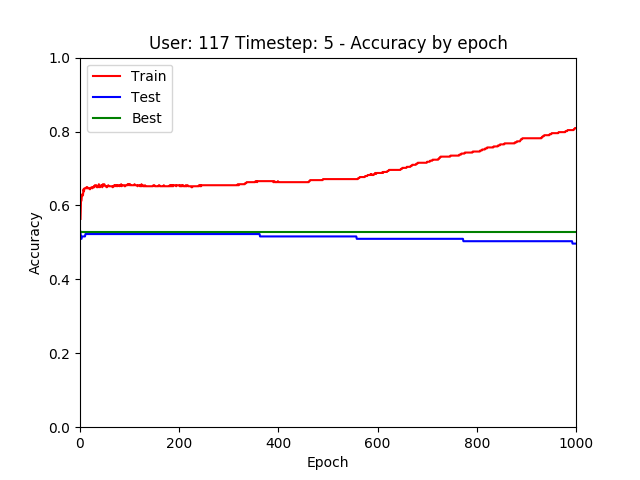 User: 117 Timestep: 5 - Accuracy by epoch
1.0
Train
Test
Best
0.8
0.6
Accuracy
0.4
0.2
0.0
0 200 400 600 800 1000
Epoch